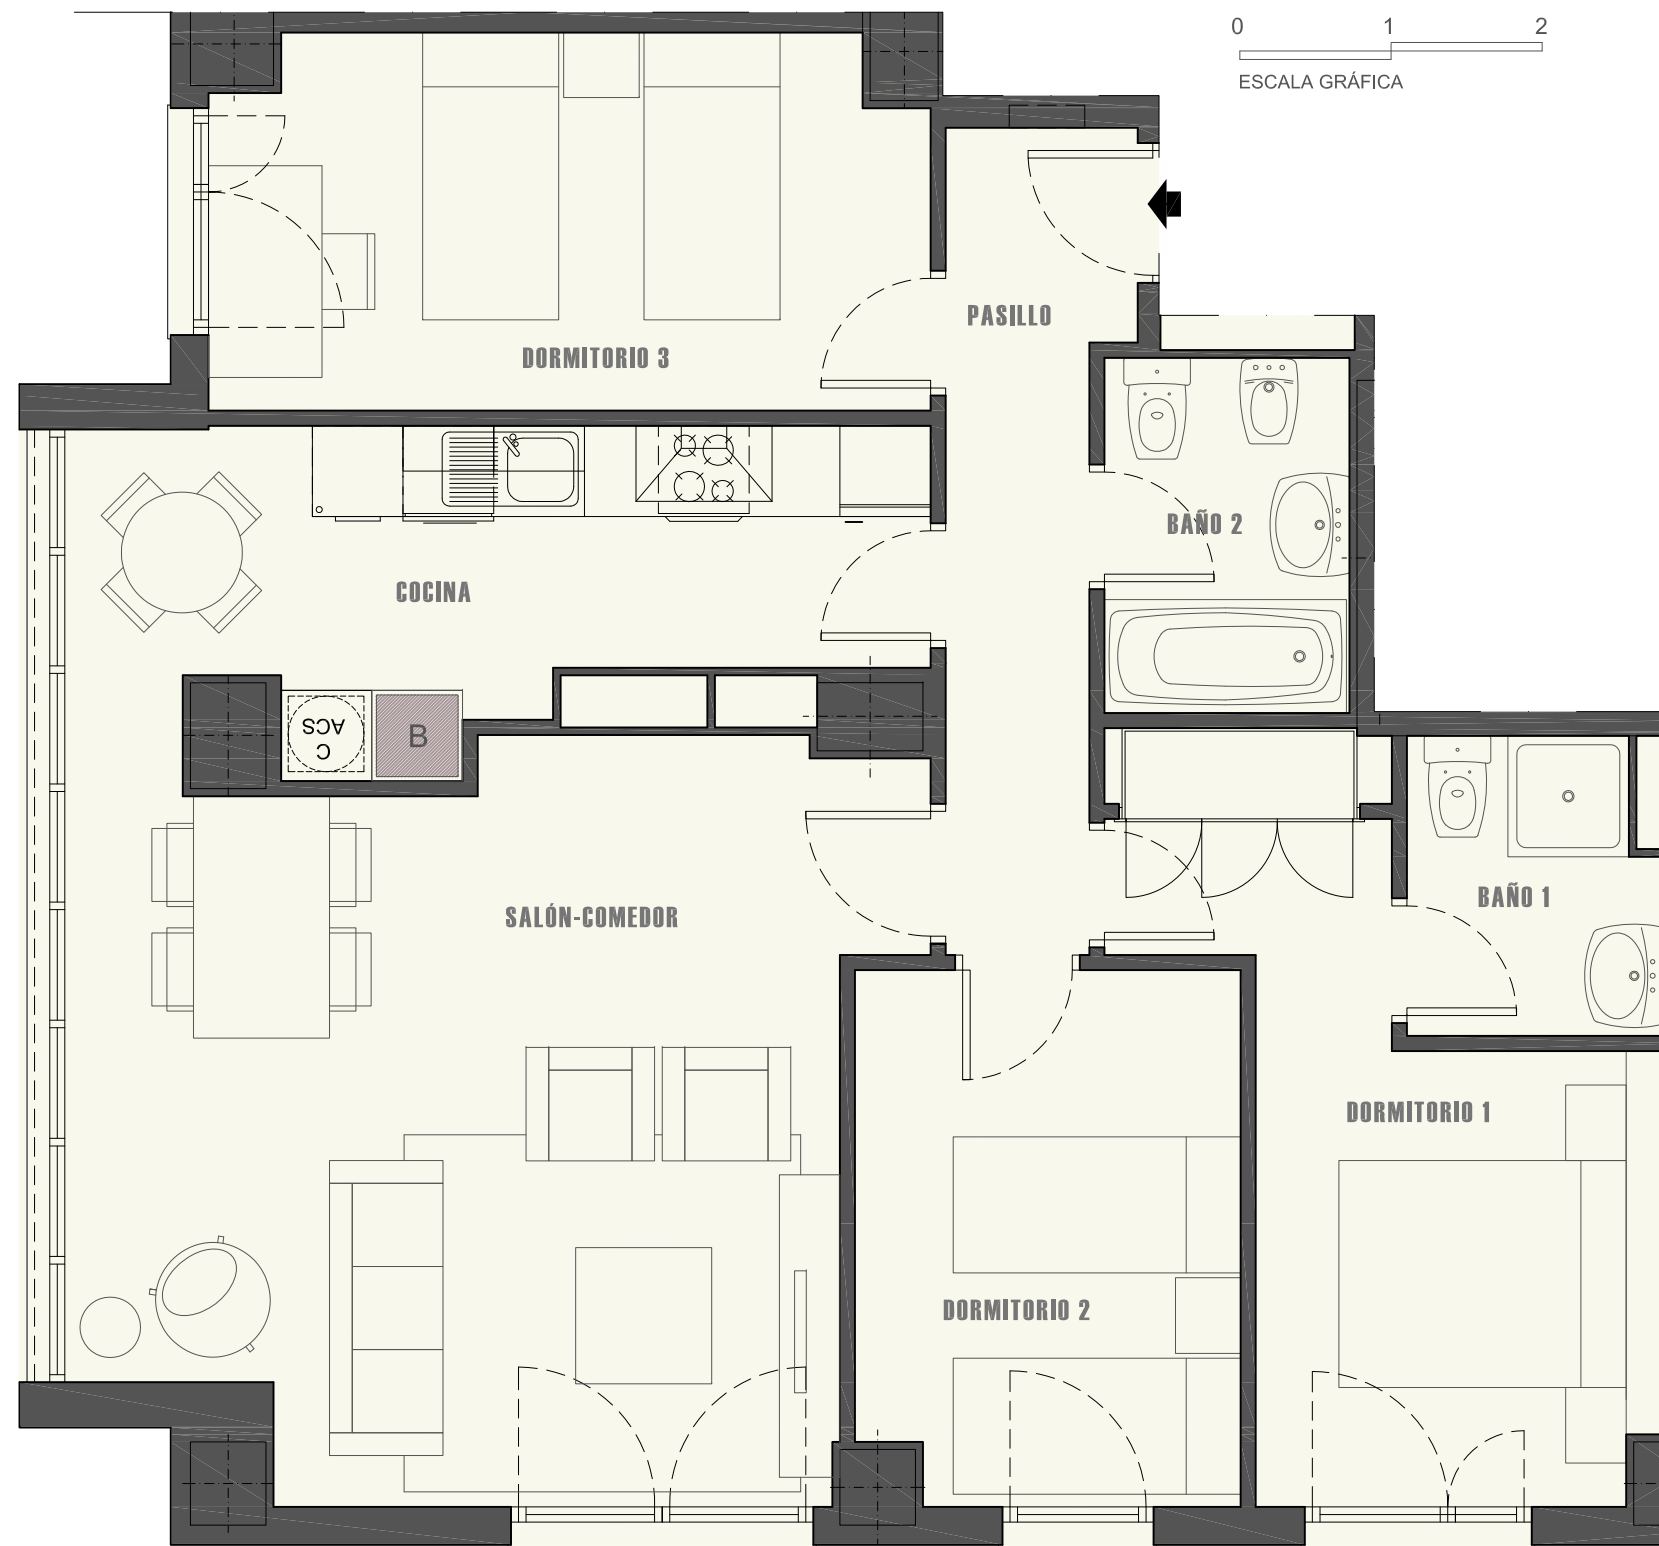 0 1 2
ESCALA GRÁFICA
PASILLO
DORMITORIO 3
BAÑO 2
COCINA
C
ACS
B
BAÑO 1
SALÓN-COMEDOR
DORMITORIO 1
DORMITORIO 2